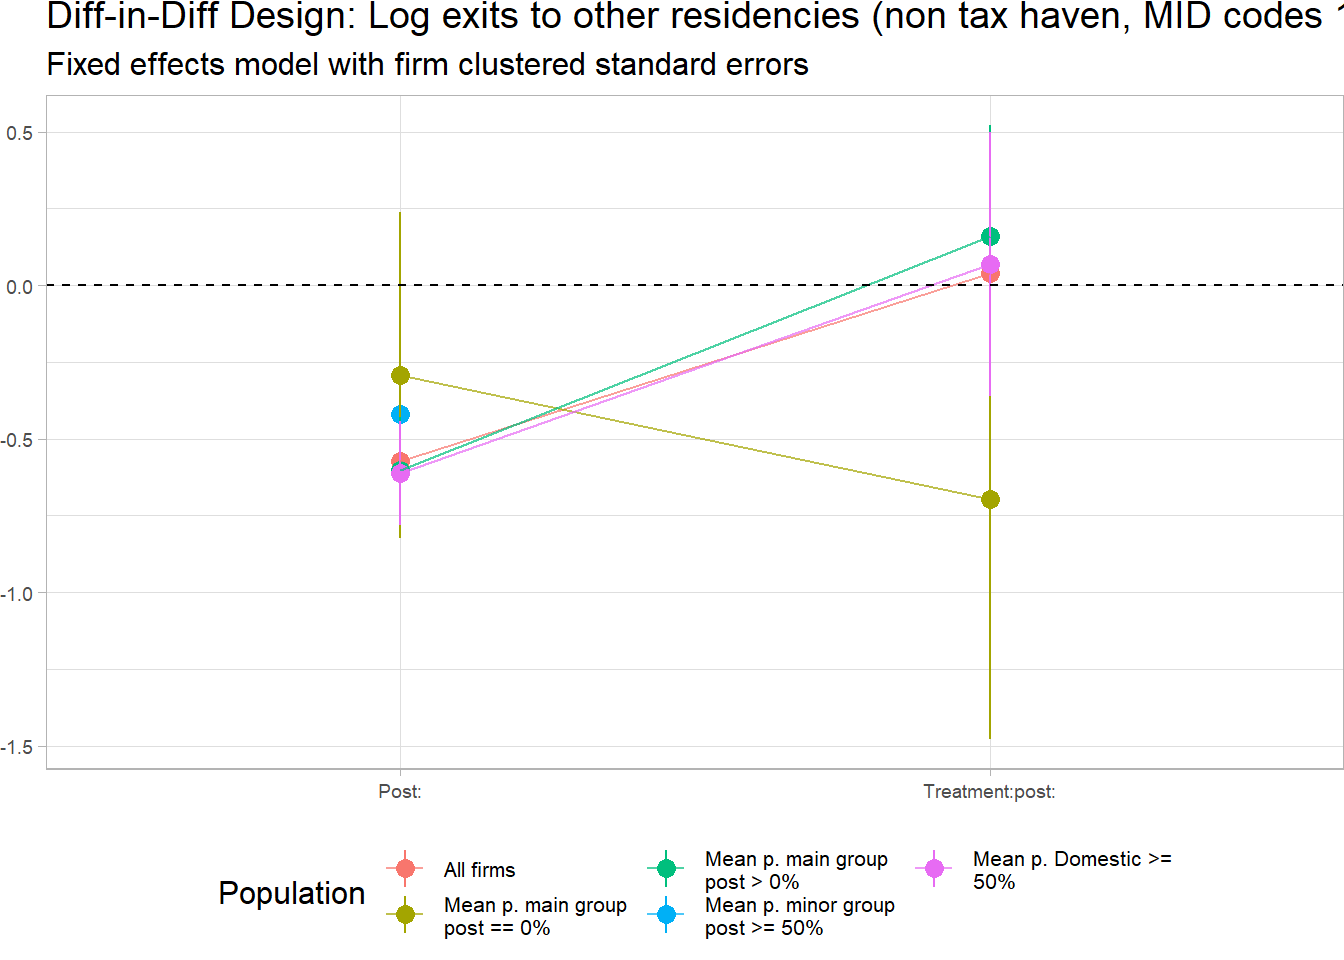 Diff-in-Diff Design: Log exits to other residencies (non tax haven, MID codes
Fixed effects model with firm clustered standard errors
0.5
0.0
-0.5
-1.0
-1.5
Post:
Treatment:post:
Population
All firms
Mean p. main group
post == 0%
Mean p. main group
post > 0%
Mean p. minor group
post >= 50%
Mean p. Domestic >=
50%